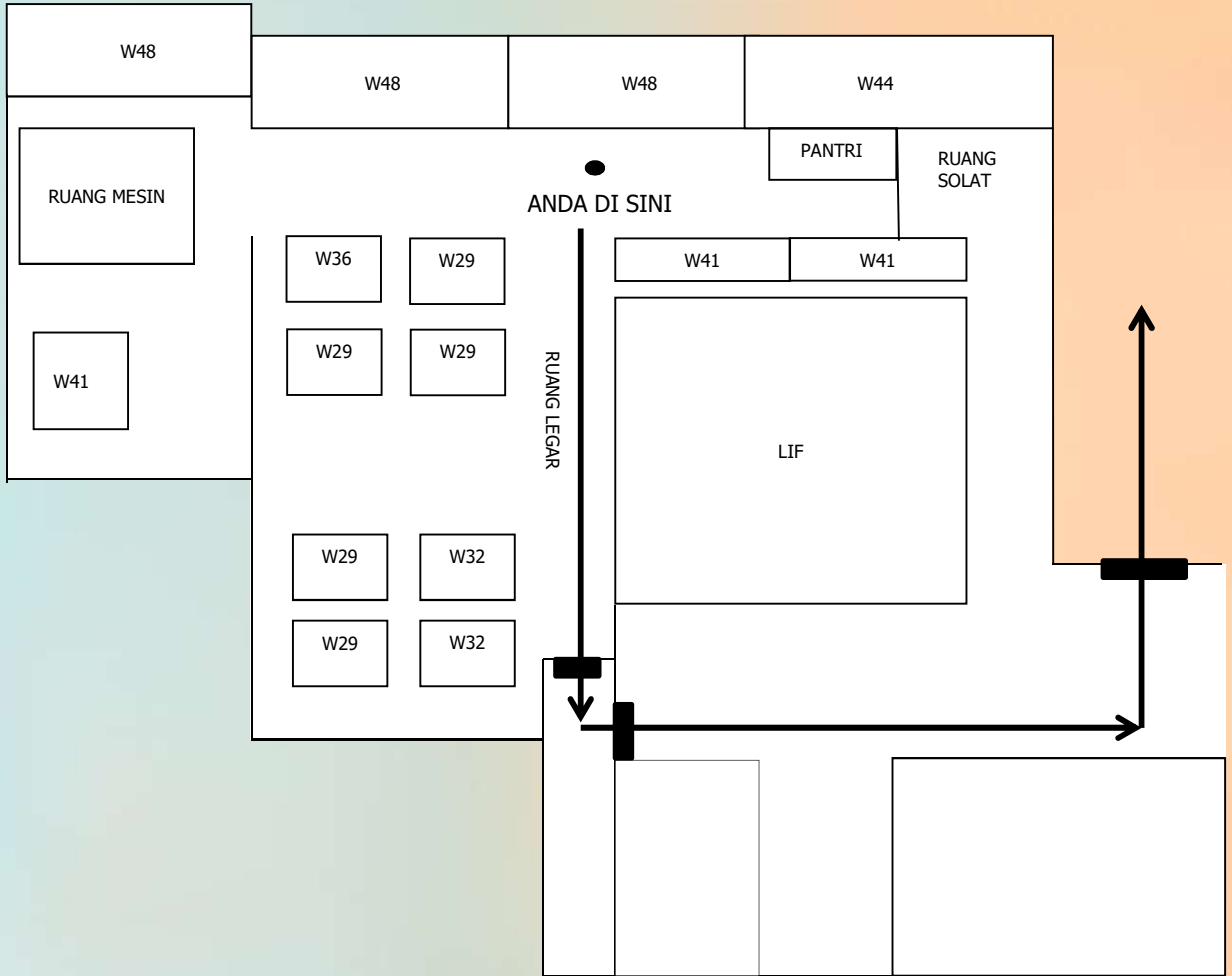 W48
W48
W48
W44
PANTRI
RUANG
SOLAT
RUANG MESIN
ANDA DI SINI
W36
W29
W41
W41
W29
W29
W41
RUANG LEGAR
LIF
W29
W32
W29
W32